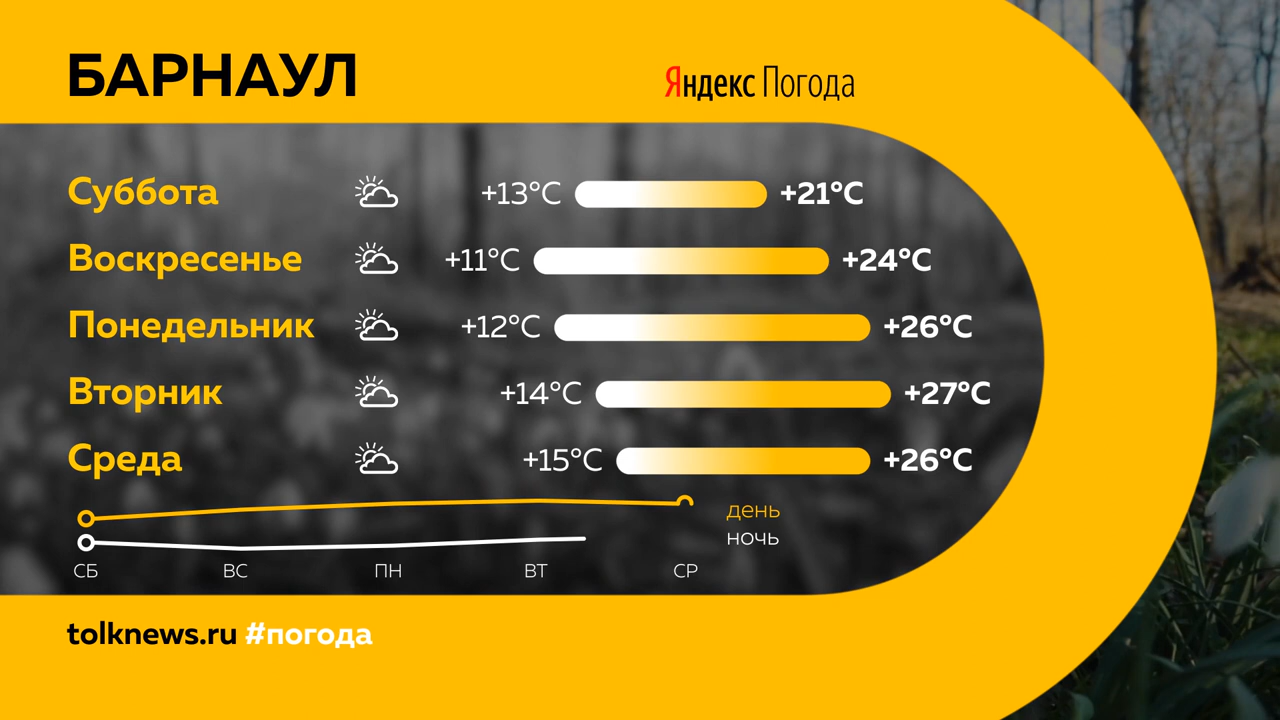 БАРНАУЛ
Яндекс Погода
Суббота +13°C +21°C
Воскресенье +11°C +24°C
Понедельник +12°C +26°C
Вторник +14°C +27°C
Среда +15°C +26°C
день
ночь
СБ ВС ПН ВТ СР
tolknews.ru #погода